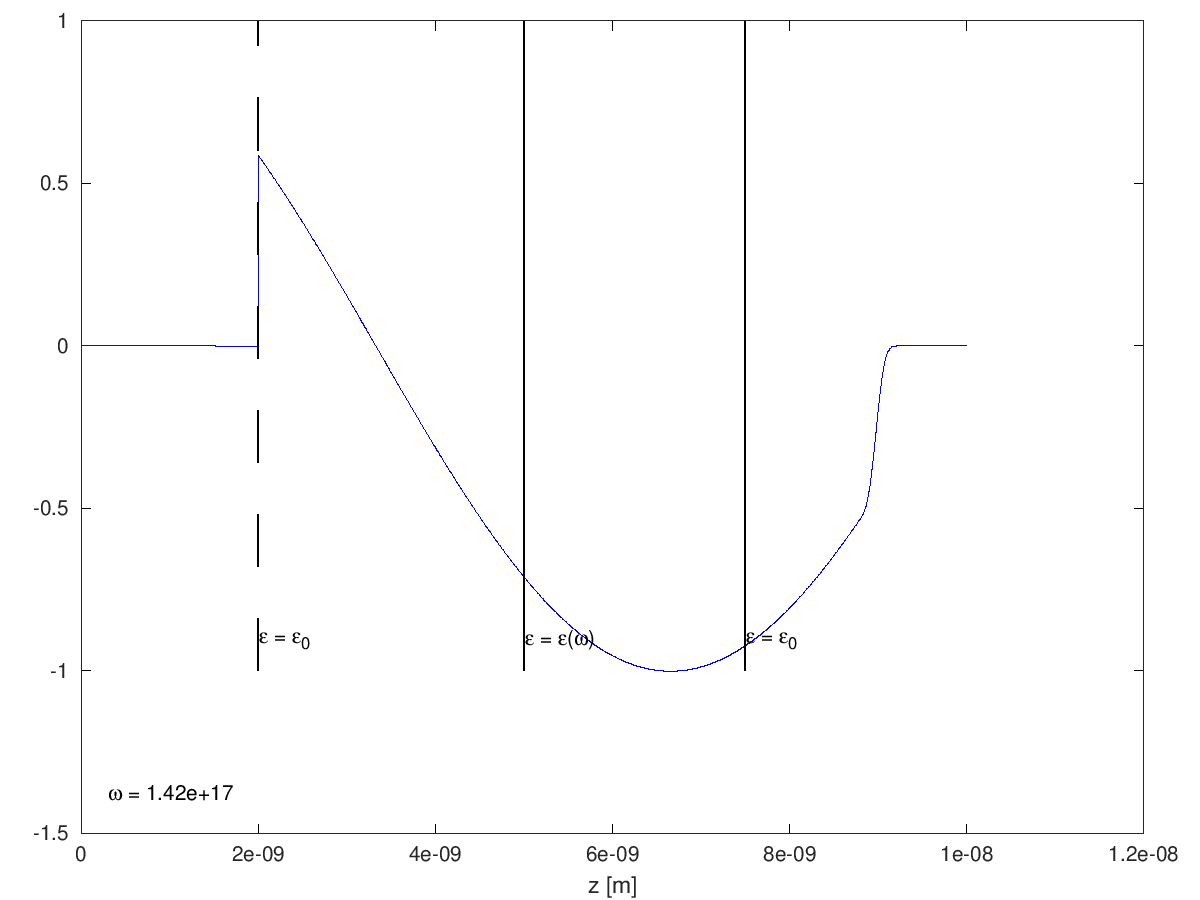 1
0.5
0
-0.5
-1
-1.5
ε = ε0
ε = ε(ω)
ε = ε0
ω = 1.42e+17
0
2e-09
4e-09
6e-09
8e-09
1e-08
1.2e-08
z [m]